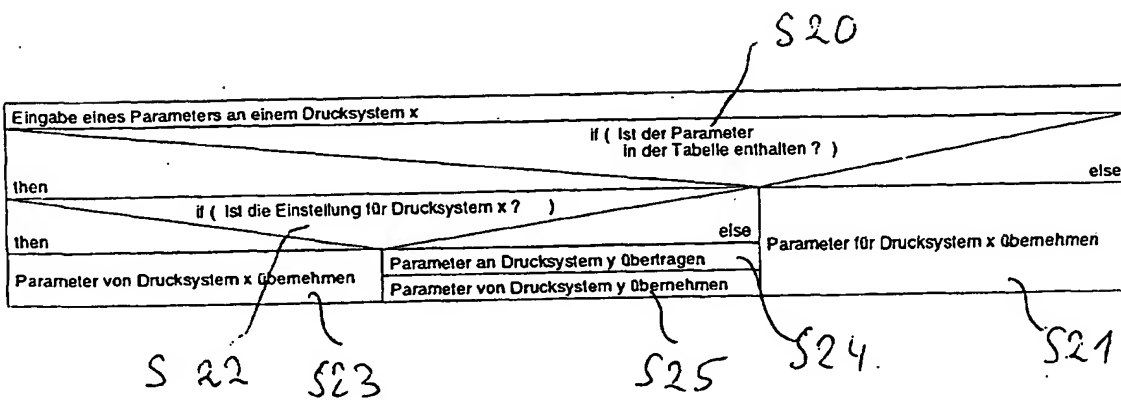 S20
Eingabe eines Parameters an einem Drucksystem x
if ( Ist der Parameter
in der Tabelle enthalten ? )
then
else
if ( Ist die Einstellung für Drucksystem x ? )
then
else
Parameter für Drucksystem x übernehmen
Parameter von Drucksystem x übernehmen
Parameter an Drucksystem y übertragen
Parameter von Drucksystem y übernehmen
S 22
S23
S25
S24.
S21